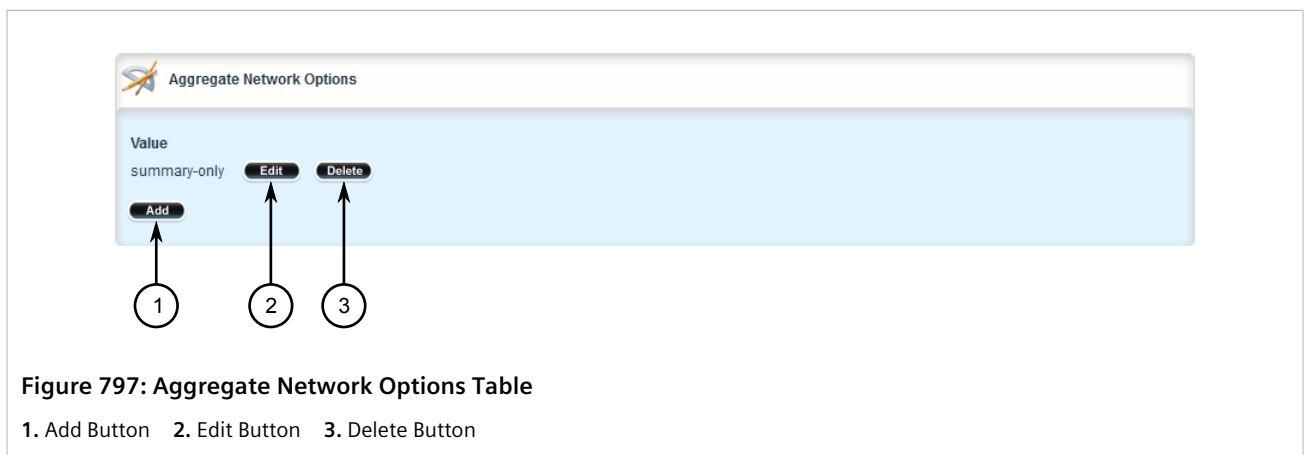 Aggregate Network Options
Value
summary-only Edit Delete
Add
1 2 3
Figure 797: Aggregate Network Options Table
1. Add Button 2. Edit Button 3. Delete Button